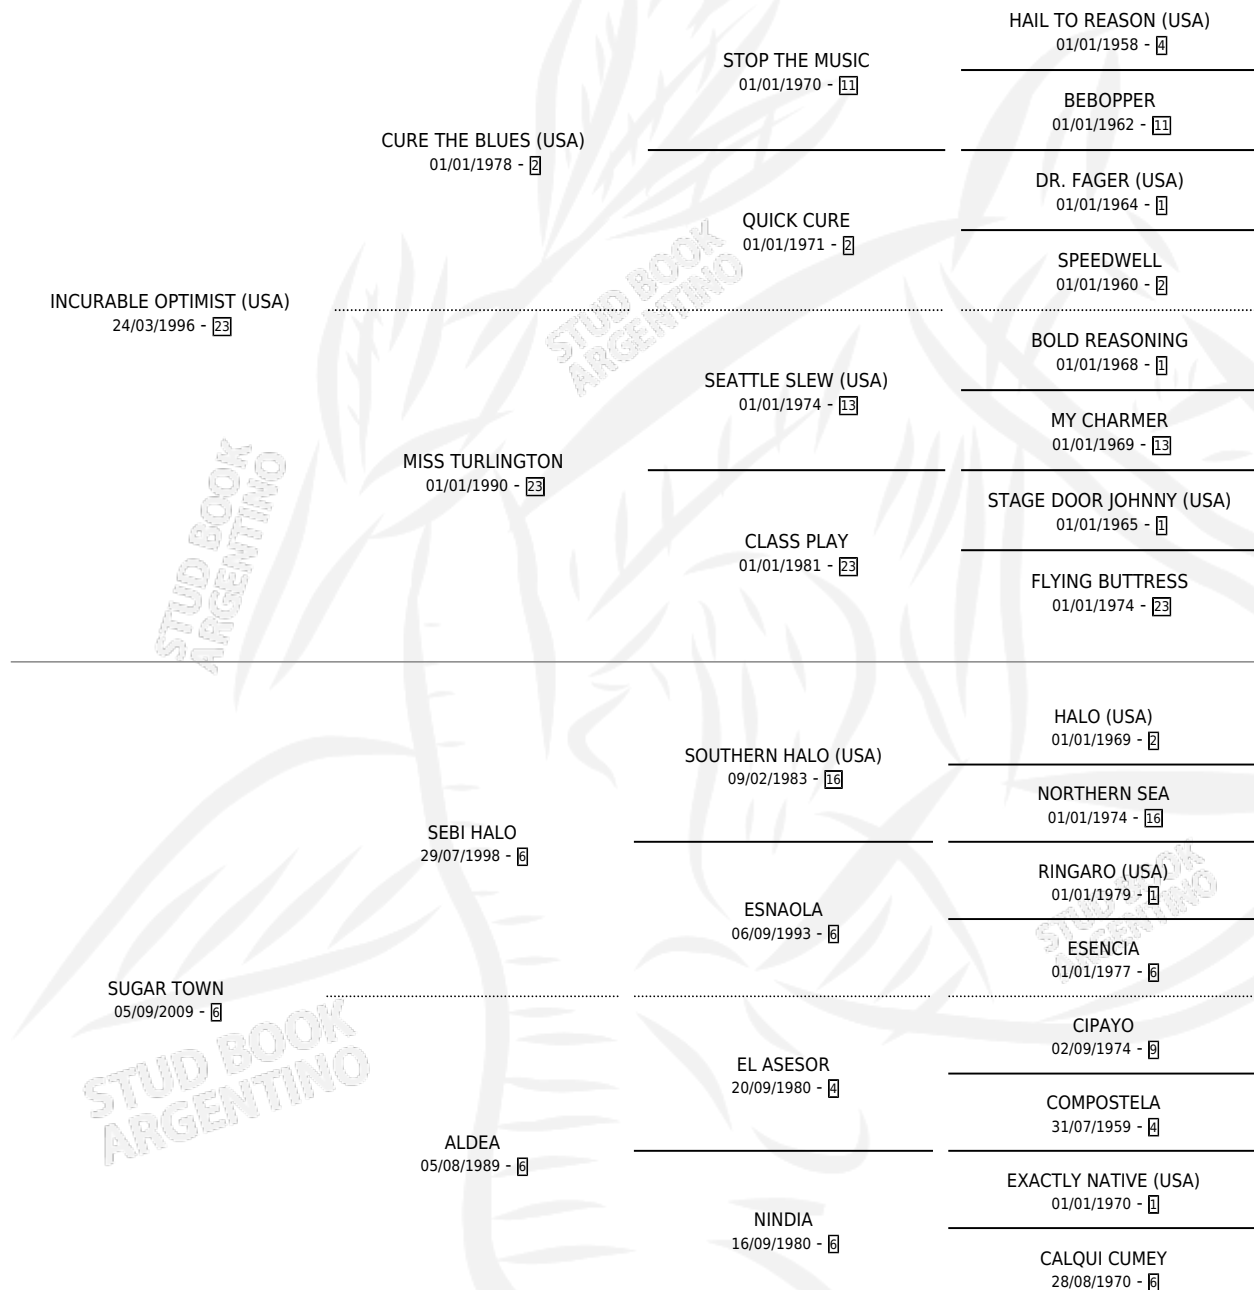 HAIL TO REASON (USA)
01/01/1958 - 4
STOP THE MUSIC
01/01/1970 - 11
BEBOPPER
01/01/1962 - 11
CURE THE BLUES (USA)
01/01/1978 - 2
DR. FAGER (USA)
01/01/1964 - 1
QUICK CURE
01/01/1971 - 2
SPEEDWELL
01/01/1960 - 2
INCURABLE OPTIMIST (USA)
24/03/1996 - 23
STUD BOOK
ARGENTINO
BOLD REASONING
01/01/1968 - 1
SEATTLE SLEW (USA)
01/01/1974 - 13
MY CHARMER
01/01/1969 - 13
MISS TURLINGTON
01/01/1990 - 23
STAGE DOOR JOHNNY (USA)
01/01/1965 - 1
CLASS PLAY
01/01/1981 - 23
FLYING BUTTRESS
01/01/1974 - 23
STUD BOOK
ARGENTINO
HALO (USA)
01/01/1969 - 2
SOUTHERN HALO (USA)
09/02/1983 - 16
NORTHERN SEA
01/01/1974 - 16
SEBI HALO
29/07/1998 - 6
RINGARO (USA)
01/01/1979 - 1
ESNAOLA
06/09/1993 - 6
ESENCIA
01/01/1977 - 6
STUD BOOK
ARGENTINO
SUGAR TOWN
05/09/2009 - 6
STUD BOOK
ARGENTINO
CIPAYO
02/09/1974 - 9
EL ASESOR
20/09/1980 - 4
COMPOSTELA
31/07/1959 - 4
ALDEA
05/08/1989 - 6
EXACTLY NATIVE (USA)
01/01/1970 - 1
NINDIA
16/09/1980 - 6
CALQUI CUMEY
28/08/1970 - 6